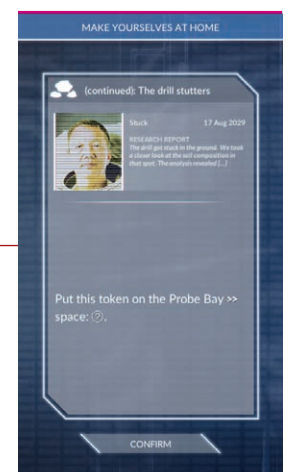 MAKE YOURSELVES AT HOME
(continued): The drill stutters
Stuck 17 Aug 2029
RESEARCH REPORT
The drill got stuck in the ground. We took
a closer look at the soil composition in
that spot. The analysis revealed [...]
Put this token on the Probe Bay >>
space: ?.
CONFIRM